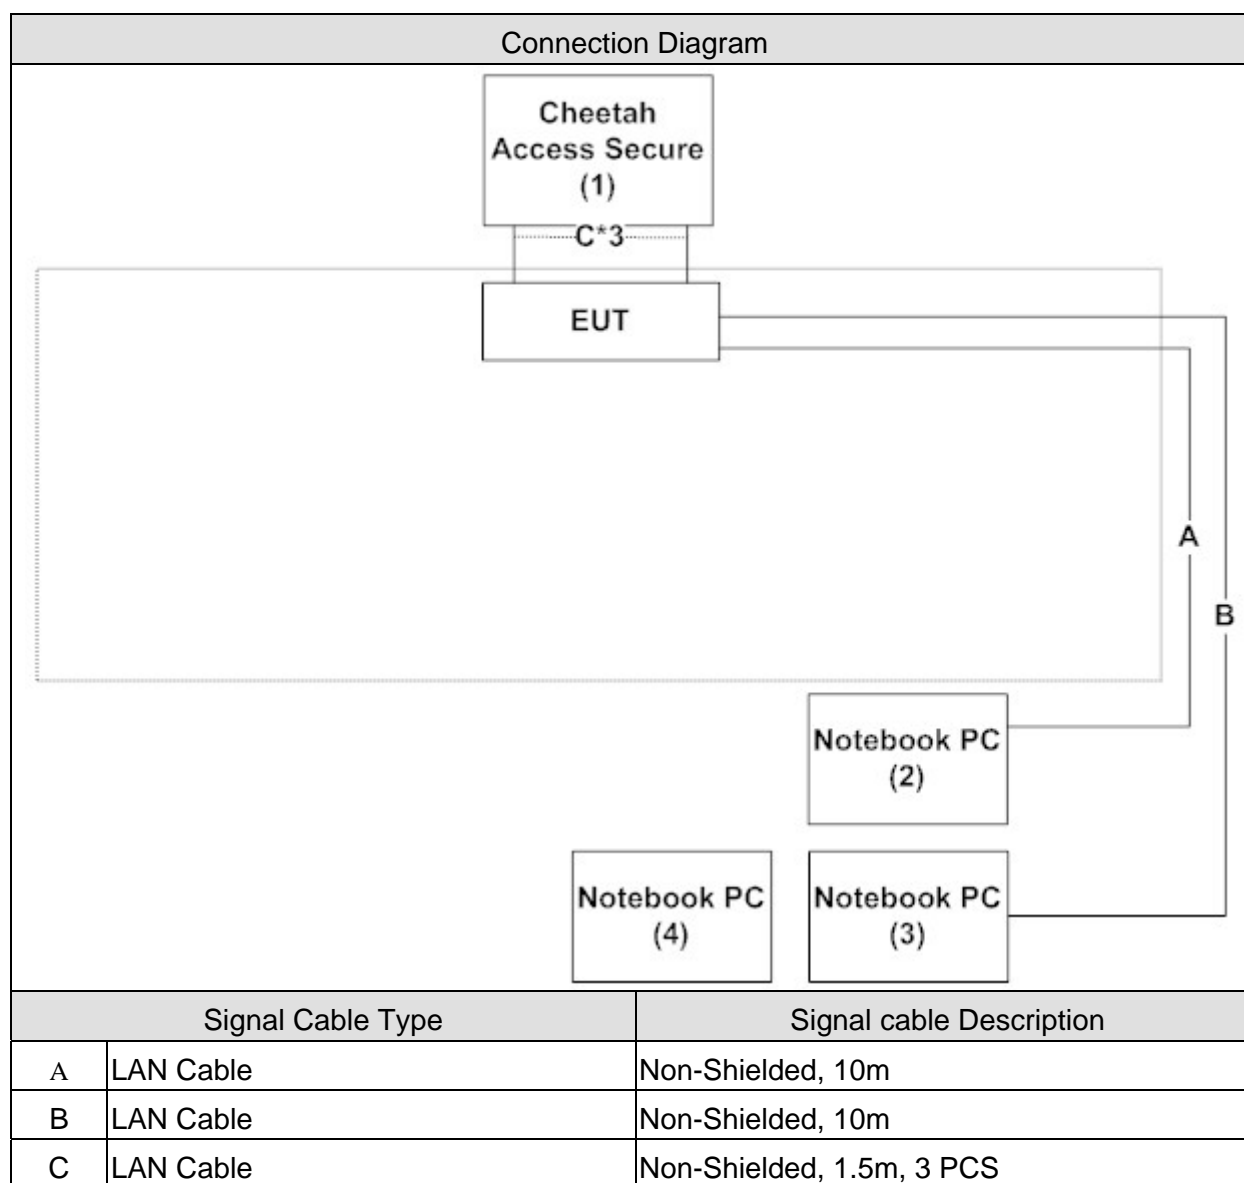 Connection Diagram
Cheetah
Access Secure
(1)
C*3
EUT
A
B
Notebook PC
(2)
Notebook PC
(4)
Notebook PC
(3)
Signal Cable Type
Signal cable Description
A LAN Cable Non-Shielded, 10m
B LAN Cable Non-Shielded, 10m
C LAN Cable Non-Shielded, 1.5m, 3 PCS